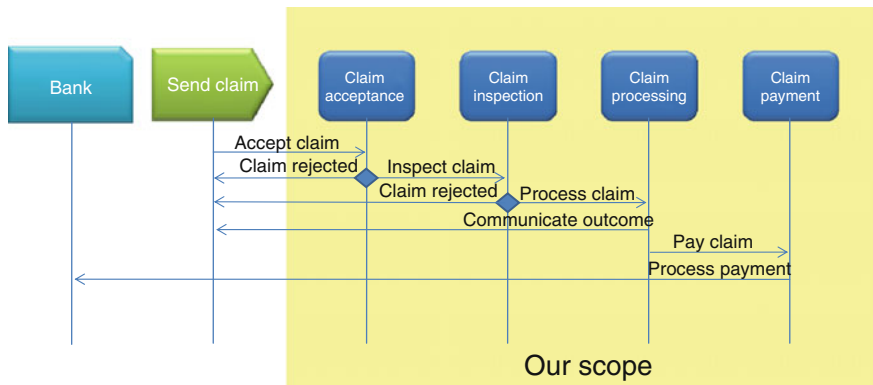 Bank
Send claim
Claim
acceptance
Claim
inspection
Claim
processing
Claim
payment
Accept claim
Claim rejected
Inspect claim
Claim rejected
Process claim
Communicate outcome
Pay claim
Process payment
Our scope